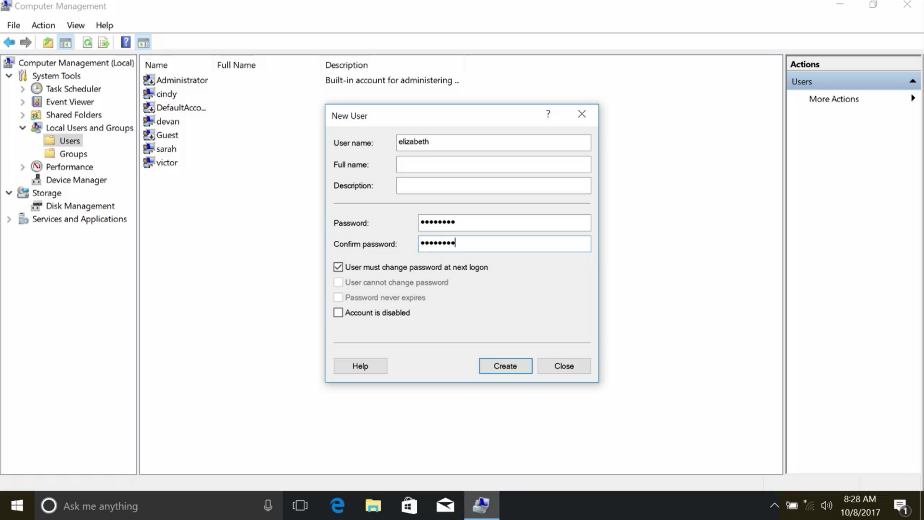 Computer Management
File Action View Help
Computer Management (Local)
System Tools
Task Scheduler
Event Viewer
Shared Folders
Local Users and Groups
Users
Groups
Performance
Device Manager
Storage
Disk Management
Services and Applications
Name Full Name Description
Administrator Built-in account for administering ...
cindy
DefaultAcco...
devan
Guest
sarah
victor
New User
User name: elizabeth
Full name:
Description:
Password: ••••••••
Confirm password: ••••••••
User must change password at next logon
User cannot change password
Password never expires
Account is disabled
Help Create Close
Actions
Users
More Actions
Ask me anything
8:28 AM
10/8/2017
1